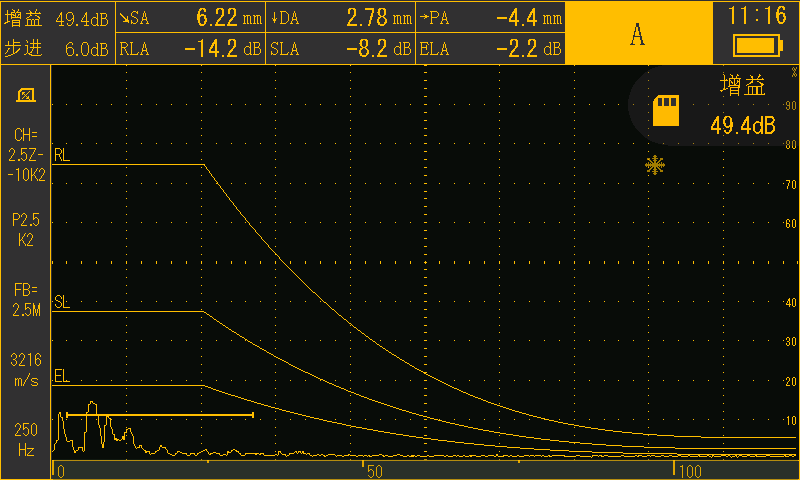 增益 49.4dB
↘SA 6.22 mm
↓DA 2.78 mm
→PA -4.4 mm
A
11:16
步进 6.0dB
RLA -14.2 dB
SLA -8.2 dB
ELA -2.2 dB
增益
49.4dB
%
90
80
70
60
50
40
30
20
10
CH=
2.5Z-
-10K2
P2.5
K2
FB=
2.5M
3216
m/s
250
Hz
RL
SL
EL
0
50
100